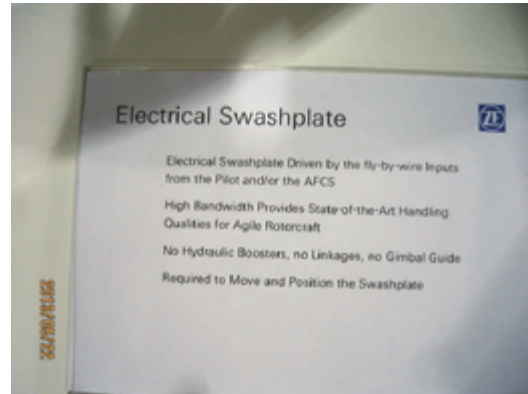 Electrical Swashplate
ZF
Electrical Swashplate Driven by the fly-by-wire Inputs
from the Pilot and/or the AFCS
High Bandwidth Provides State-of-the-Art Handling
Qualities for Agile Rotorcraft
No Hydraulic Boosters, no Linkages, no Gimbal Guide
Required to Move and Position the Swashplate